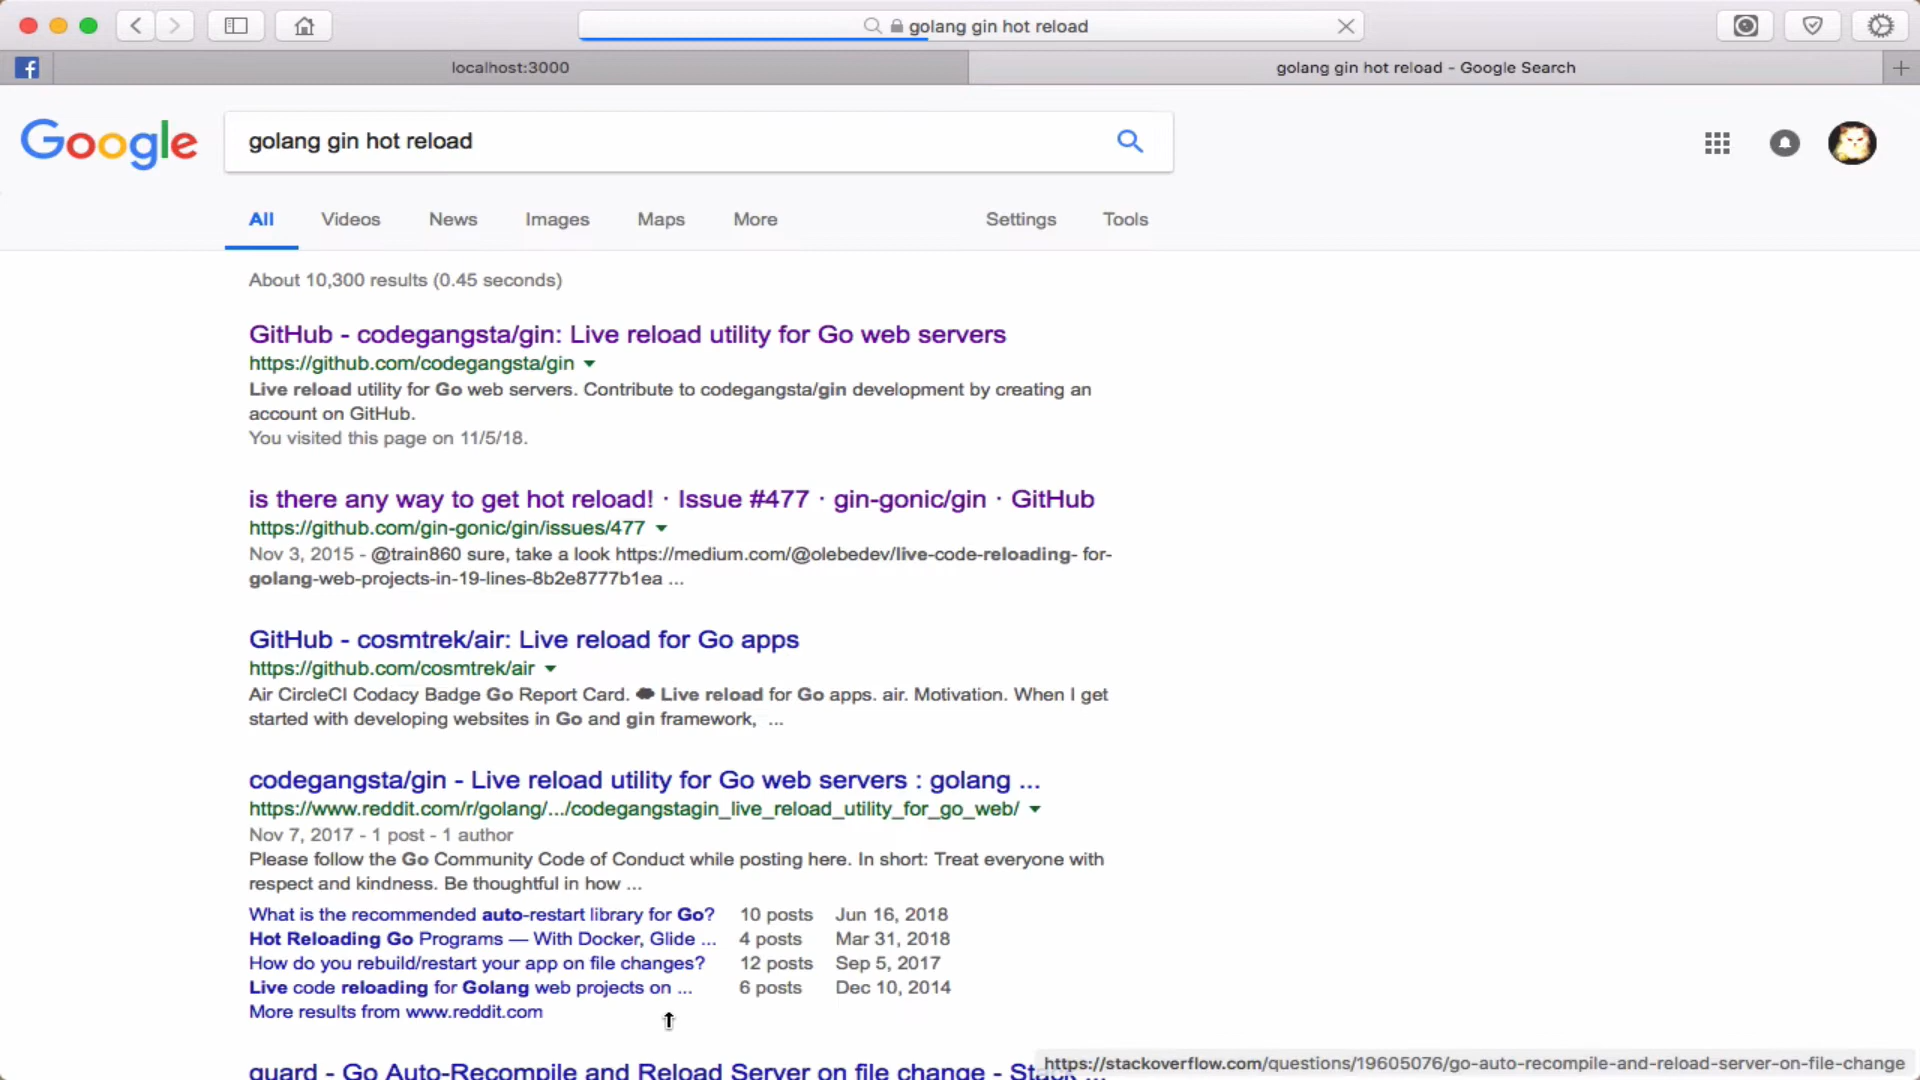 golang gin hot reload
localhost:3000
golang gin hot reload - Google Search
Google
golang gin hot reload
All Videos News Images Maps More Settings Tools
About 10,300 results (0.45 seconds)
GitHub - codegangsta/gin: Live reload utility for Go web servers
https://github.com/codegangsta/gin
Live reload utility for Go web servers. Contribute to codegangsta/gin development by creating an
account on GitHub.
You visited this page on 11/5/18.
is there any way to get hot reload! · Issue #477 · gin-gonic/gin · GitHub
https://github.com/gin-gonic/gin/issues/477
Nov 3, 2015 - @train860 sure, take a look https://medium.com/@olebedev/live-code-reloading- for-
golang-web-projects-in-19-lines-8b2e8777b1ea ...
GitHub - cosmtrek/air: Live reload for Go apps
https://github.com/cosmtrek/air
Air CircleCI Codacy Badge Go Report Card. ☁ Live reload for Go apps. air. Motivation. When I get
started with developing websites in Go and gin framework, ...
codegangsta/gin - Live reload utility for Go web servers : golang ...
https://www.reddit.com/r/golang/.../codegangstagin_live_reload_utility_for_go_web/
Nov 7, 2017 - 1 post - 1 author
Please follow the Go Community Code of Conduct while posting here. In short: Treat everyone with
respect and kindness. Be thoughtful in how ...
What is the recommended auto-restart library for Go? 10 posts Jun 16, 2018
Hot Reloading Go Programs — With Docker, Glide ... 4 posts Mar 31, 2018
How do you rebuild/restart your app on file changes? 12 posts Sep 5, 2017
Live code reloading for Golang web projects on ... 6 posts Dec 10, 2014
More results from www.reddit.com
guard - Go Auto-Recompile and Reload Server on file change -
https://stackoverflow.com/questions/19605076/go-auto-recompile-and-reload-server-on-file-change